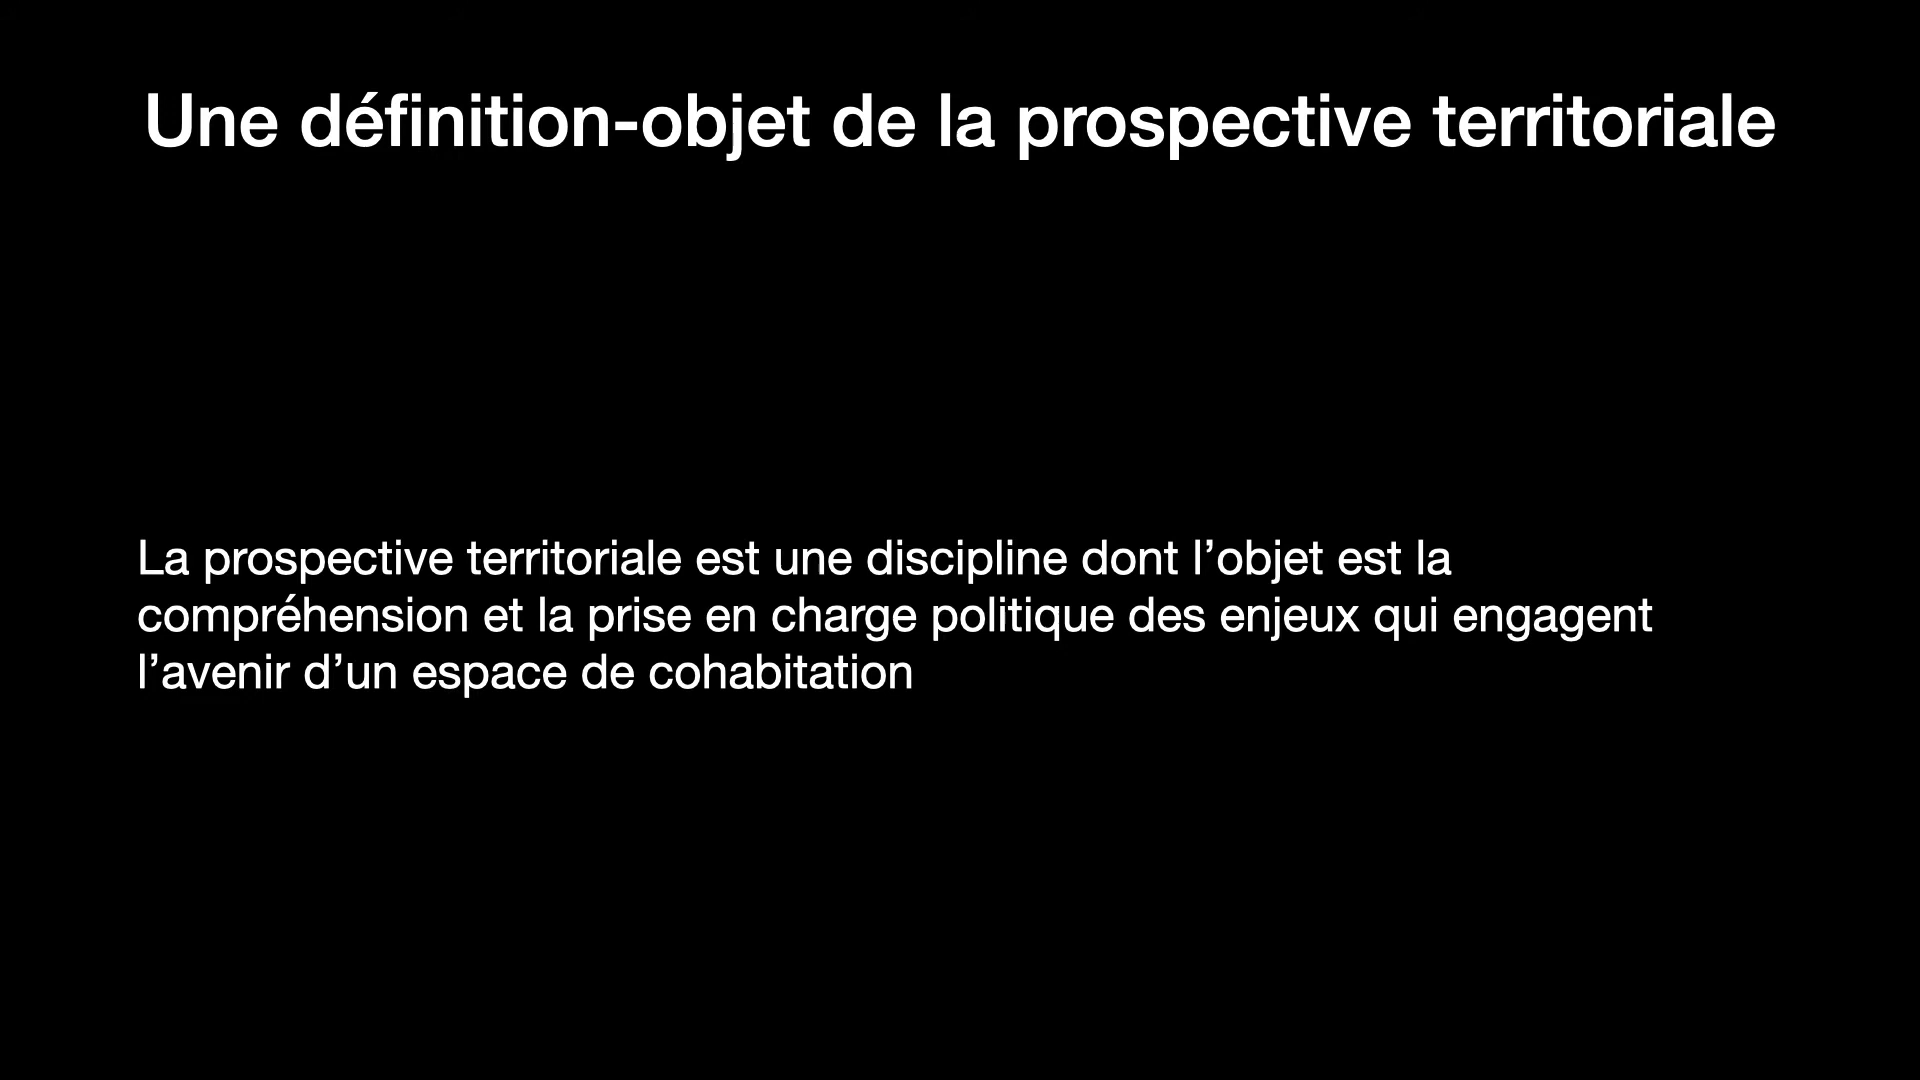 Une définition-objet de la prospective territoriale
La prospective territoriale est une discipline dont l’objet est la
compréhension et la prise en charge politique des enjeux qui engagent
l’avenir d’un espace de cohabitation